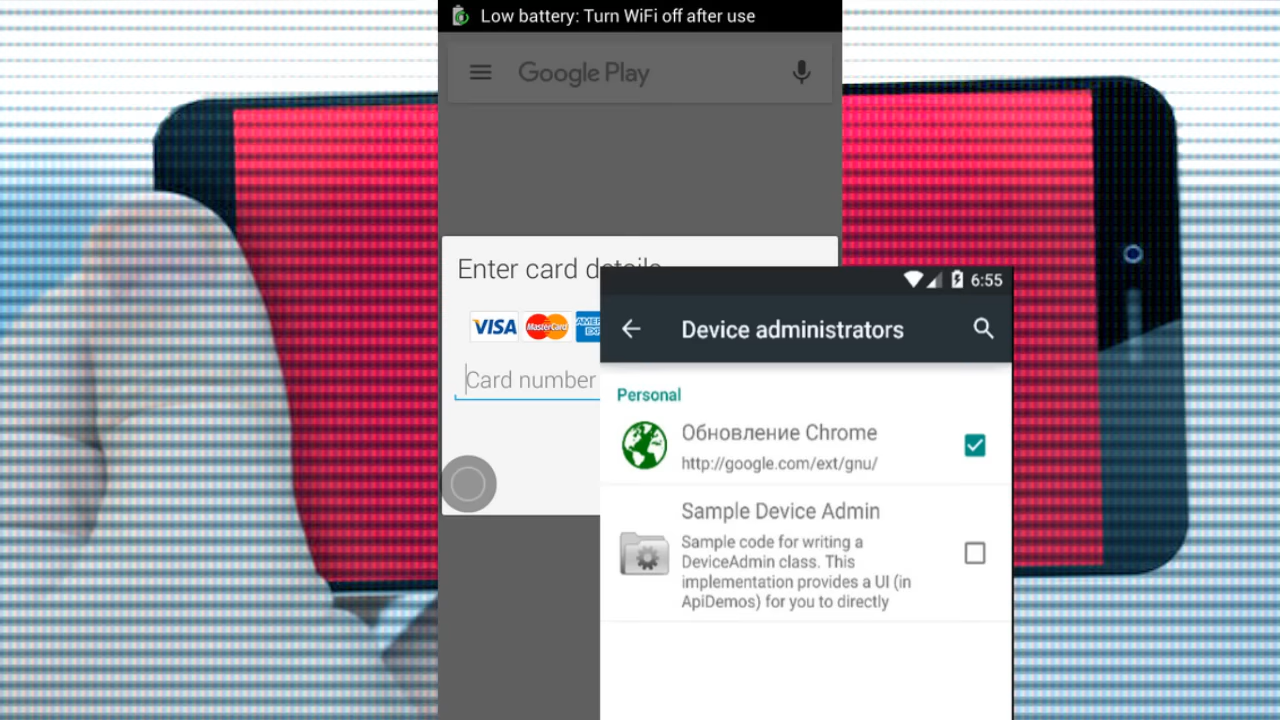 Low battery: Turn WiFi off after use
Google Play
Enter card details
VISA MasterCard
Card number
6:55
Device administrators
Personal
Обновление Chrome
http://google.com/ext/gnu/
Sample Device Admin
Sample code for writing a
DeviceAdmin class. This
implementation provides a UI (in
ApiDemos) for you to directly